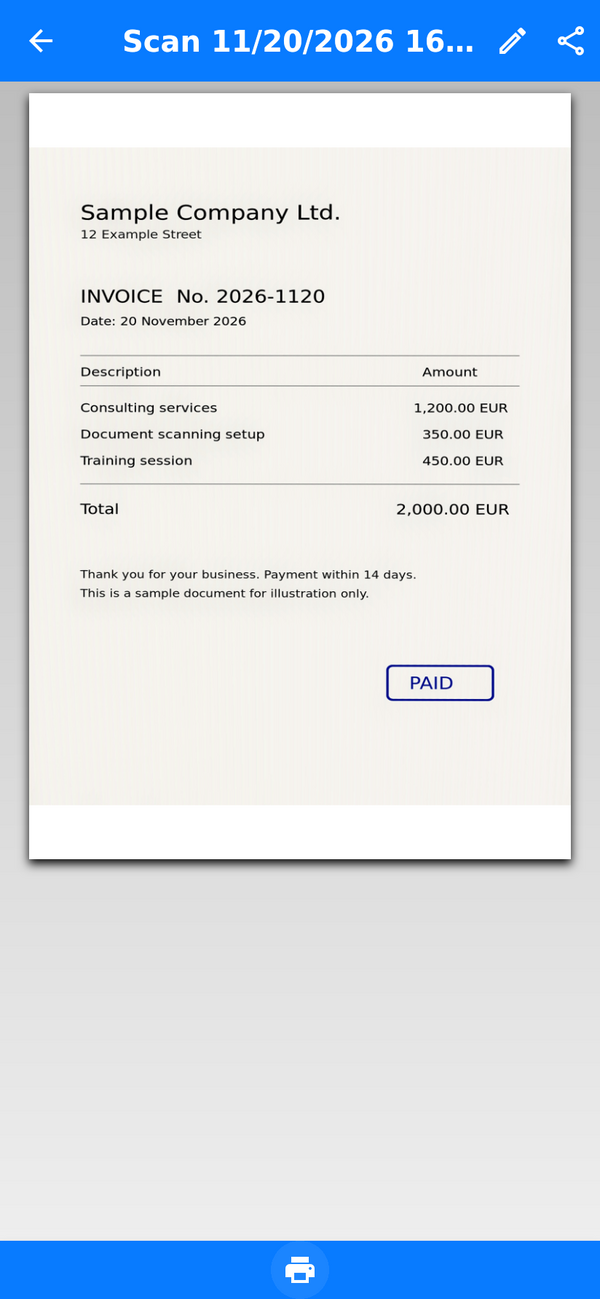 Scan 11/20/2026 16...
Sample Company Ltd.
12 Example Street
INVOICE No. 2026-1120
Date: 20 November 2026
Description Amount
Consulting services 1,200.00 EUR
Document scanning setup 350.00 EUR
Training session 450.00 EUR
Total 2,000.00 EUR
Thank you for your business. Payment within 14 days.
This is a sample document for illustration only.
PAID